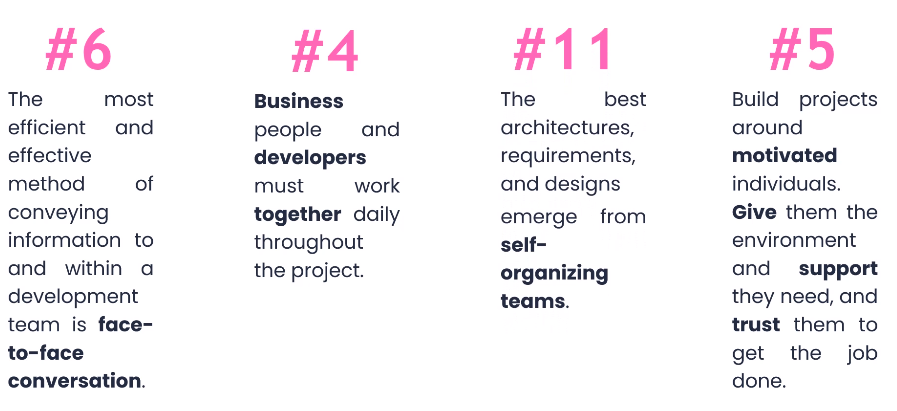 #6
The most
efficient and
effective
method of
conveying
information to
and within a
development
team is face-
to-face
conversation.
#4
Business
people and
developers
must work
together daily
throughout
the project.
#11
The best
architectures,
requirements,
and designs
emerge from
self-
organizing
teams.
#5
Build projects
around
motivated
individuals.
Give them the
environment
and support
they need, and
trust them to
get the job
done.